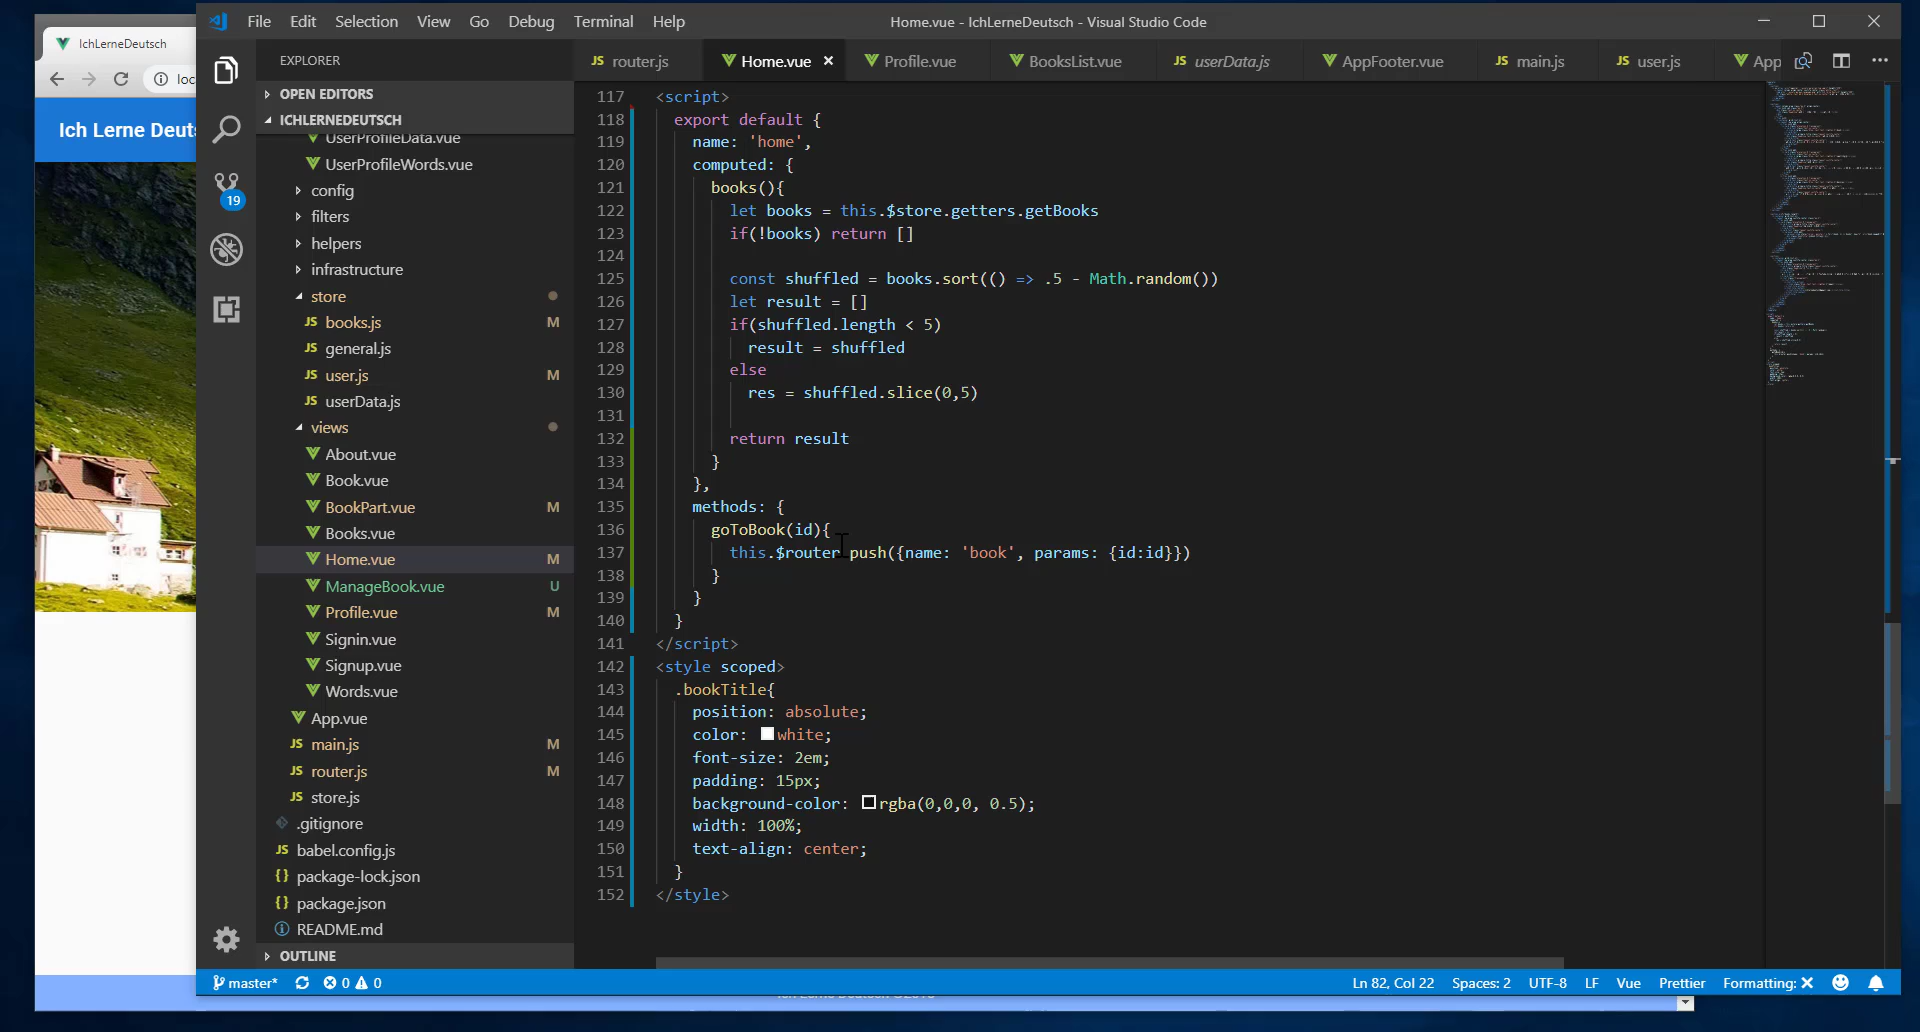 File Edit Selection View Go Debug Terminal Help
Home.vue - IchLerneDeutsch - Visual Studio Code
IchLerneDeutsch
Ich Lerne Deut
EXPLORER
JS router.js
Home.vue ×
Profile.vue
BooksList.vue
JS userData.js
AppFooter.vue
JS main.js
JS user.js
App
OPEN EDITORS
ICHLERNEDEUTSCH
UserProfileData.vue
UserProfileWords.vue
config
filters
helpers
infrastructure
store
JS books.js M
JS general.js
JS user.js M
JS userData.js
views
About.vue
Book.vue
BookPart.vue M
Books.vue
Home.vue M
ManageBook.vue U
Profile.vue M
Signin.vue
Signup.vue
Words.vue
App.vue
JS main.js M
JS router.js M
JS store.js
.gitignore
JS babel.config.js
{} package-lock.json
{} package.json
README.md
OUTLINE
19
117 <script>
118 export default {
119 name: 'home',
120 computed: {
121 books(){
122 let books = this.$store.getters.getBooks
123 if(!books) return []
124
125 const shuffled = books.sort(() => .5 - Math.random())
126 let result = []
127 if(shuffled.length < 5)
128 result = shuffled
129 else
130 res = shuffled.slice(0,5)
131
132 return result
133 }
134 },
135 methods: {
136 goToBook(id){
137 this.$router.push({name: 'book', params: {id:id}})
138 }
139 }
140 }
141 </script>
142 <style scoped>
143 .bookTitle{
144 position: absolute;
145 color: white;
146 font-size: 2em;
147 padding: 15px;
148 background-color: rgba(0,0,0, 0.5);
149 width: 100%;
150 text-align: center;
151 }
152 </style>
master* 0 0
Ln 82, Col 22 Spaces: 2 UTF-8 LF Vue Prettier Formatting: ×